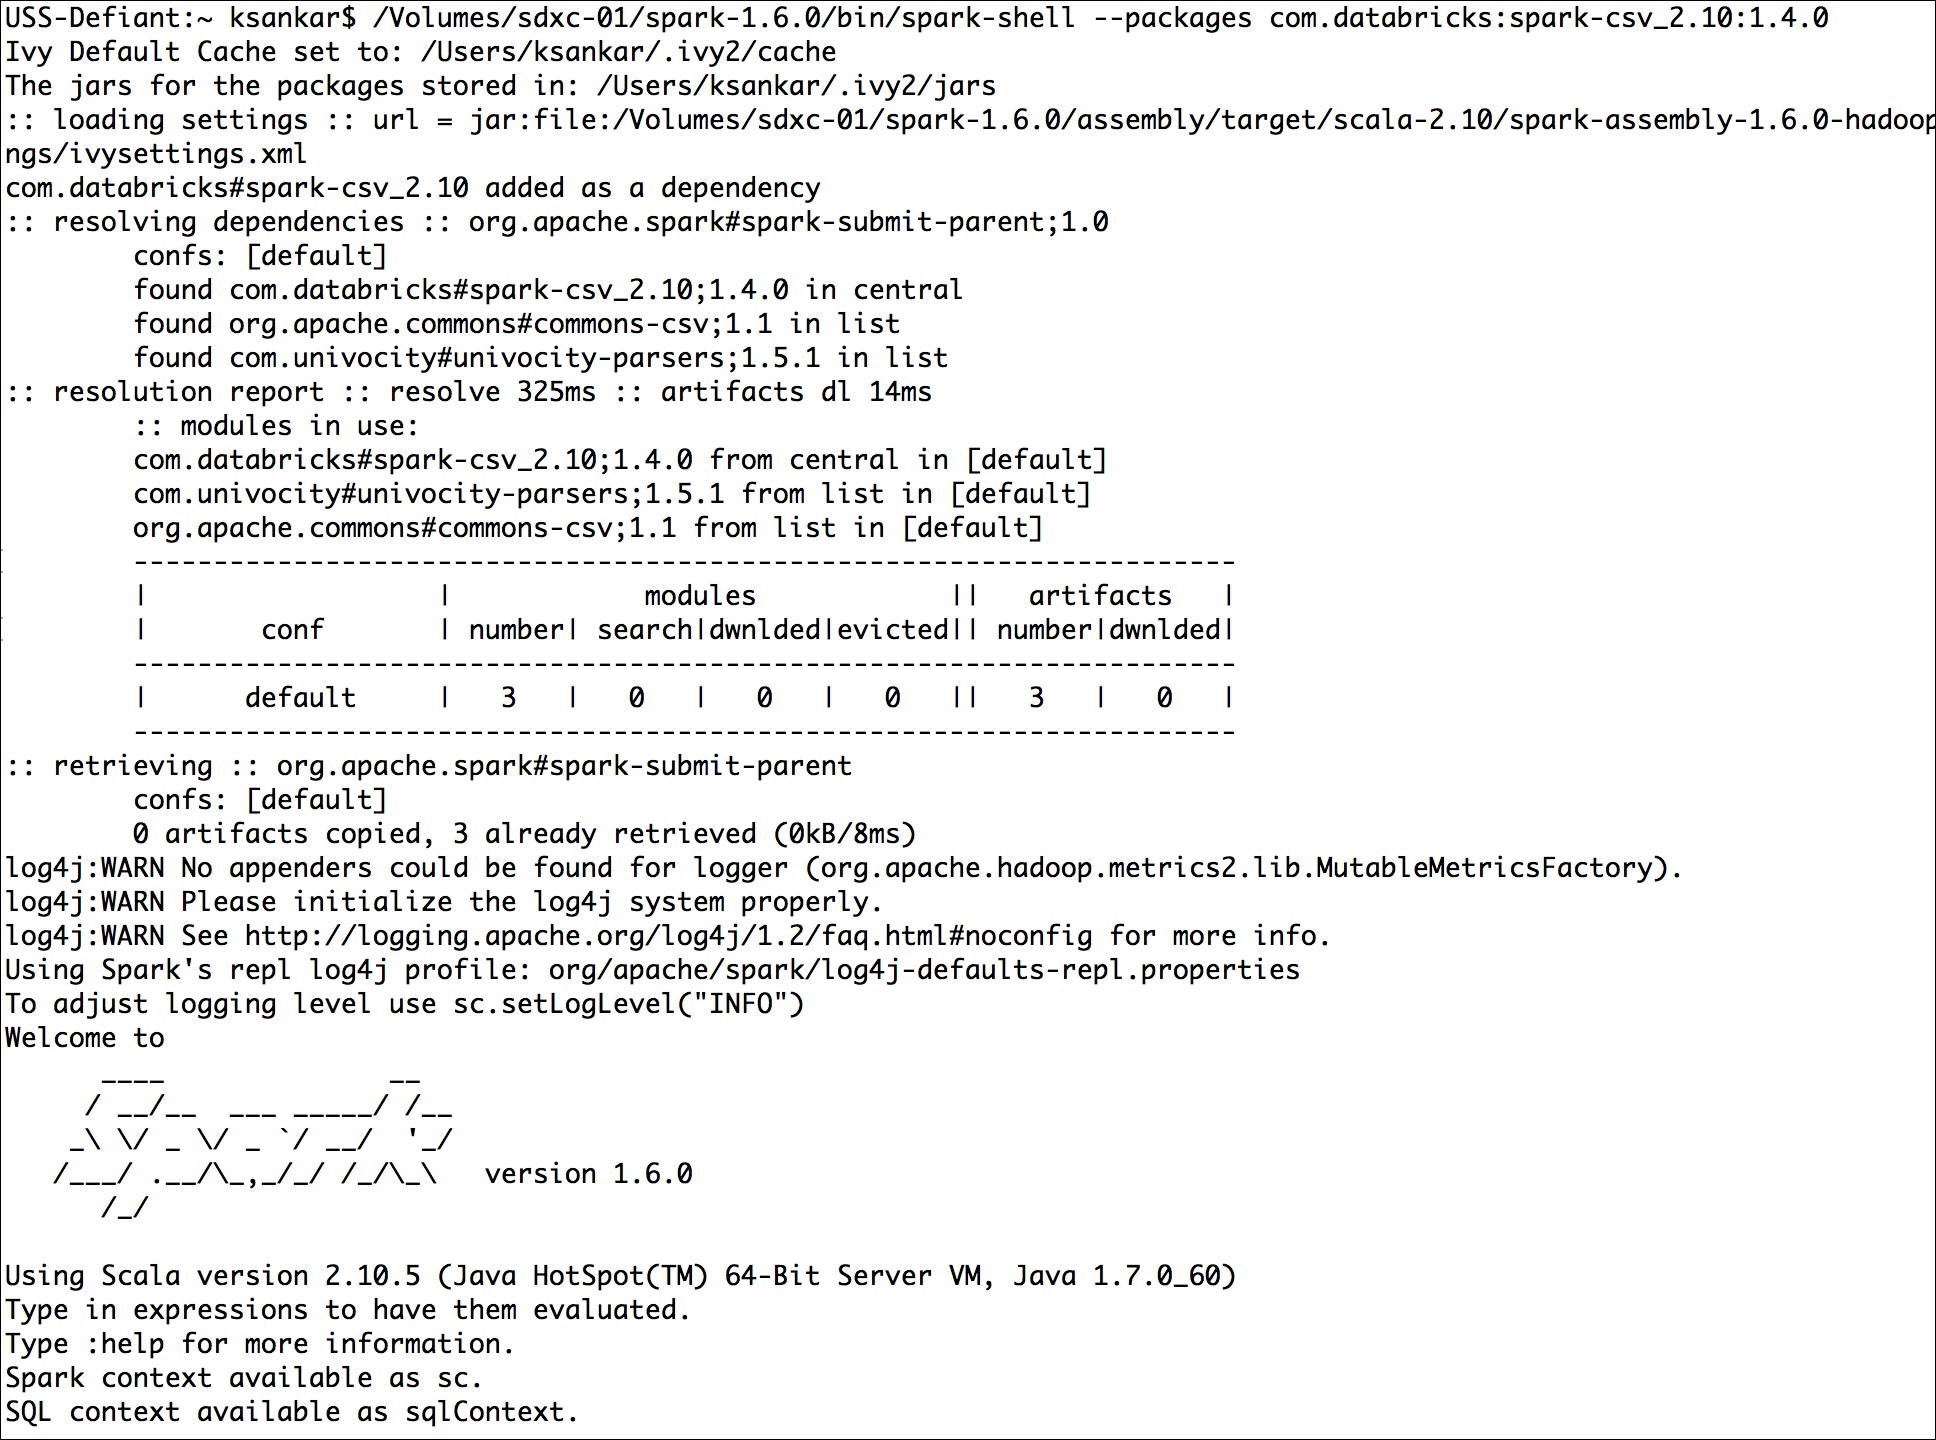 USS-Defiant:~ ksankar$ /Volumes/sdxc-01/spark-1.6.0/bin/spark-shell --packages com.databricks:spark-csv_2.10:1.4.0
Ivy Default Cache set to: /Users/ksankar/.ivy2/cache
The jars for the packages stored in: /Users/ksankar/.ivy2/jars
:: loading settings :: url = jar:file:/Volumes/sdxc-01/spark-1.6.0/assembly/target/scala-2.10/spark-assembly-1.6.0-hadoop
ngs/ivysettings.xml
com.databricks#spark-csv_2.10 added as a dependency
:: resolving dependencies :: org.apache.spark#spark-submit-parent;1.0
        confs: [default]
        found com.databricks#spark-csv_2.10;1.4.0 in central
        found org.apache.commons#commons-csv;1.1 in list
        found com.univocity#univocity-parsers;1.5.1 in list
:: resolution report :: resolve 325ms :: artifacts dl 14ms
        :: modules in use:
        com.databricks#spark-csv_2.10;1.4.0 from central in [default]
        com.univocity#univocity-parsers;1.5.1 from list in [default]
        org.apache.commons#commons-csv;1.1 from list in [default]
        ---------------------------------------------------------------------
        |                  |            modules            ||   artifacts   |
        |       conf       | number| search|dwnlded|evicted|| number|dwnlded|
        ---------------------------------------------------------------------
        |      default     |   3   |   0   |   0   |   0   ||   3   |   0   |
        ---------------------------------------------------------------------
:: retrieving :: org.apache.spark#spark-submit-parent
        confs: [default]
        0 artifacts copied, 3 already retrieved (0kB/8ms)
log4j:WARN No appenders could be found for logger (org.apache.hadoop.metrics2.lib.MutableMetricsFactory).
log4j:WARN Please initialize the log4j system properly.
log4j:WARN See http://logging.apache.org/log4j/1.2/faq.html#noconfig for more info.
Using Spark's repl log4j profile: org/apache/spark/log4j-defaults-repl.properties
To adjust logging level use sc.setLogLevel("INFO")
Welcome to
      ____              __
     / __/__  ___ _____/ /__
    _\ \/ _ \/ _ `/ __/  '_/
   /___/ .__/\_,_/_/ /_/\_\   version 1.6.0
      /_/

Using Scala version 2.10.5 (Java HotSpot(TM) 64-Bit Server VM, Java 1.7.0_60)
Type in expressions to have them evaluated.
Type :help for more information.
Spark context available as sc.
SQL context available as sqlContext.